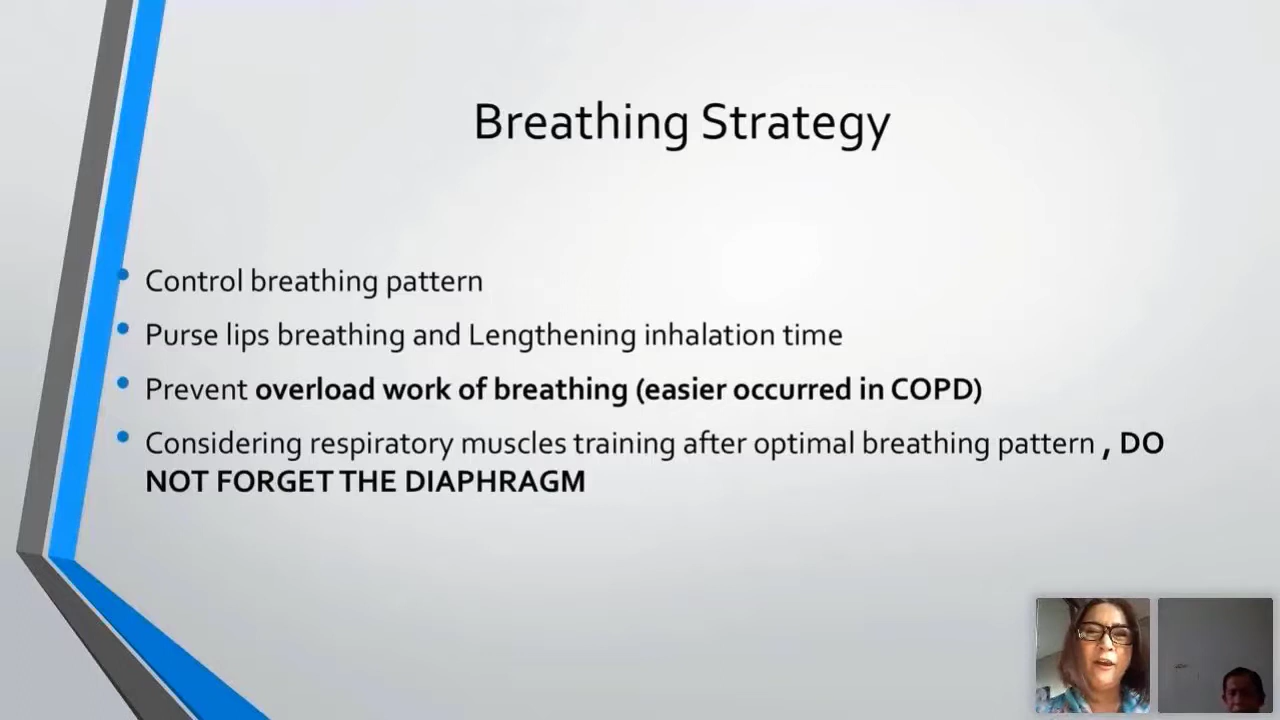 Breathing Strategy
Control breathing pattern
Purse lips breathing and Lengthening inhalation time
Prevent overload work of breathing (easier occurred in COPD)
Considering respiratory muscles training after optimal breathing pattern , DO
NOT FORGET THE DIAPHRAGM